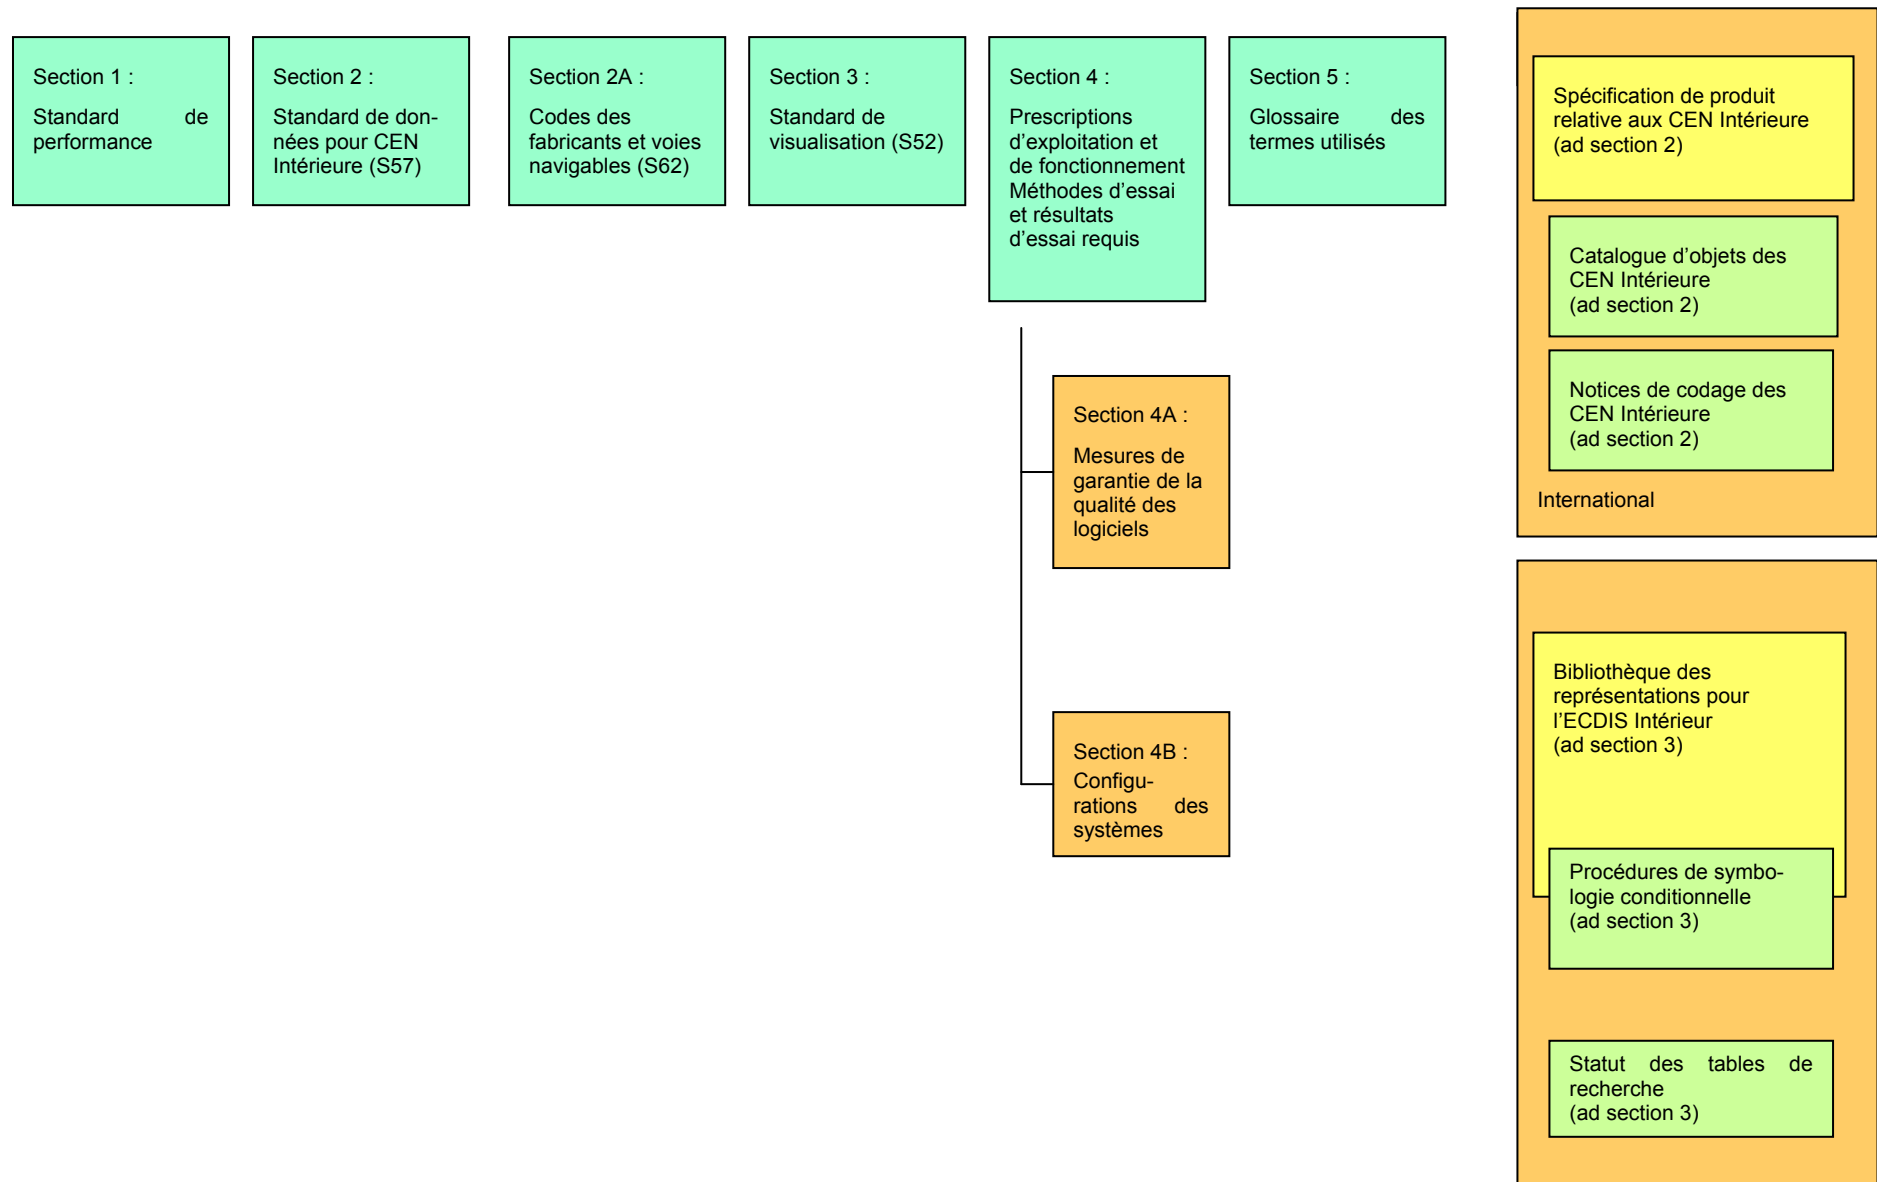 Section 1 :
Standard de
performance
Section 2 :
Standard de don-
nées pour CEN
Intérieure (S57)
Section 2A :
Codes des
fabricants et voies
navigables (S62)
Section 3 :
Standard de
visualisation (S52)
Section 4 :
Prescriptions
d’exploitation et
de fonctionnement
Méthodes d’essai
et résultats
d’essai requis
Section 5 :
Glossaire des
termes utilisés
Section 4A :
Mesures de
garantie de la
qualité des
logiciels
Section 4B :
Configu-
rations des
systèmes
Spécification de produit
relative aux CEN Intérieure
(ad section 2)
Catalogue d’objets des
CEN Intérieure
(ad section 2)
Notices de codage des
CEN Intérieure
(ad section 2)
International
Bibliothèque des
représentations pour
l’ECDIS Intérieur
(ad section 3)
Procédures de symbo-
logie conditionnelle
(ad section 3)
Statut des tables de
recherche
(ad section 3)